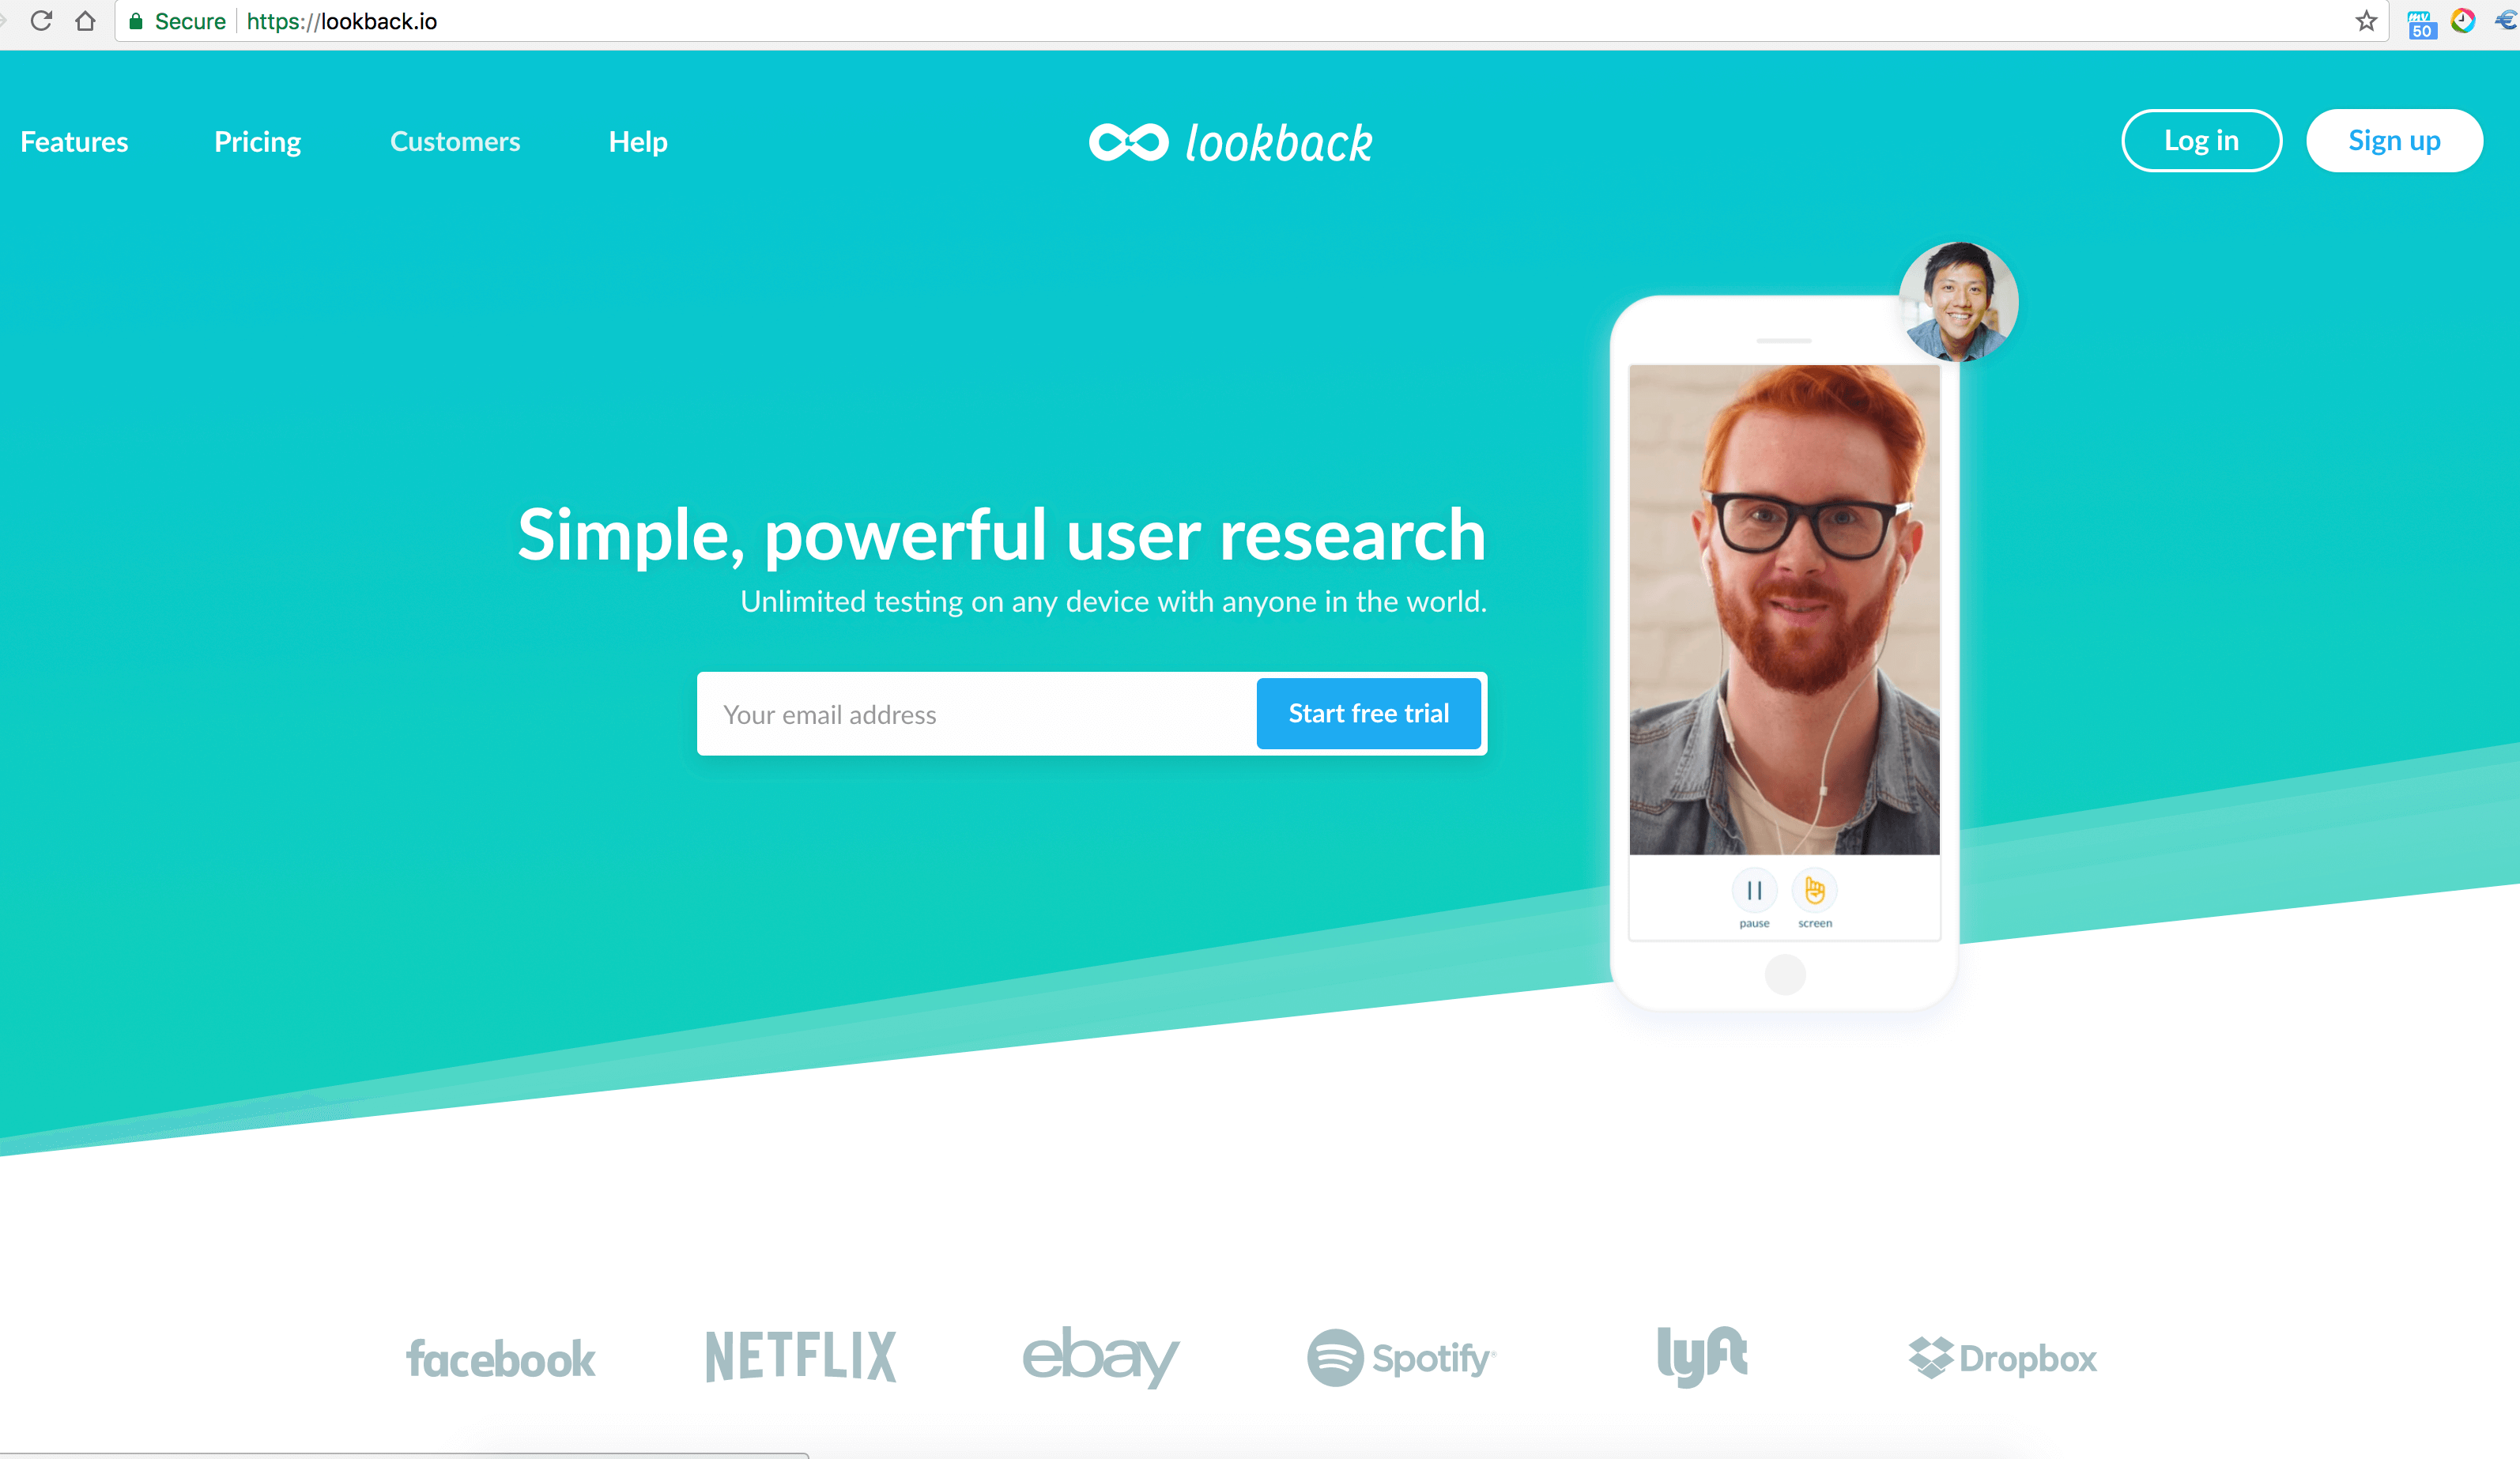 Secure https://lookback.io
mv
50
Features Pricing Customers Help lookback Log in Sign up
Simple, powerful user research
Unlimited testing on any device with anyone in the world.
Your email address Start free trial
pause screen
facebook NETFLIX ebay Spotify lyft Dropbox